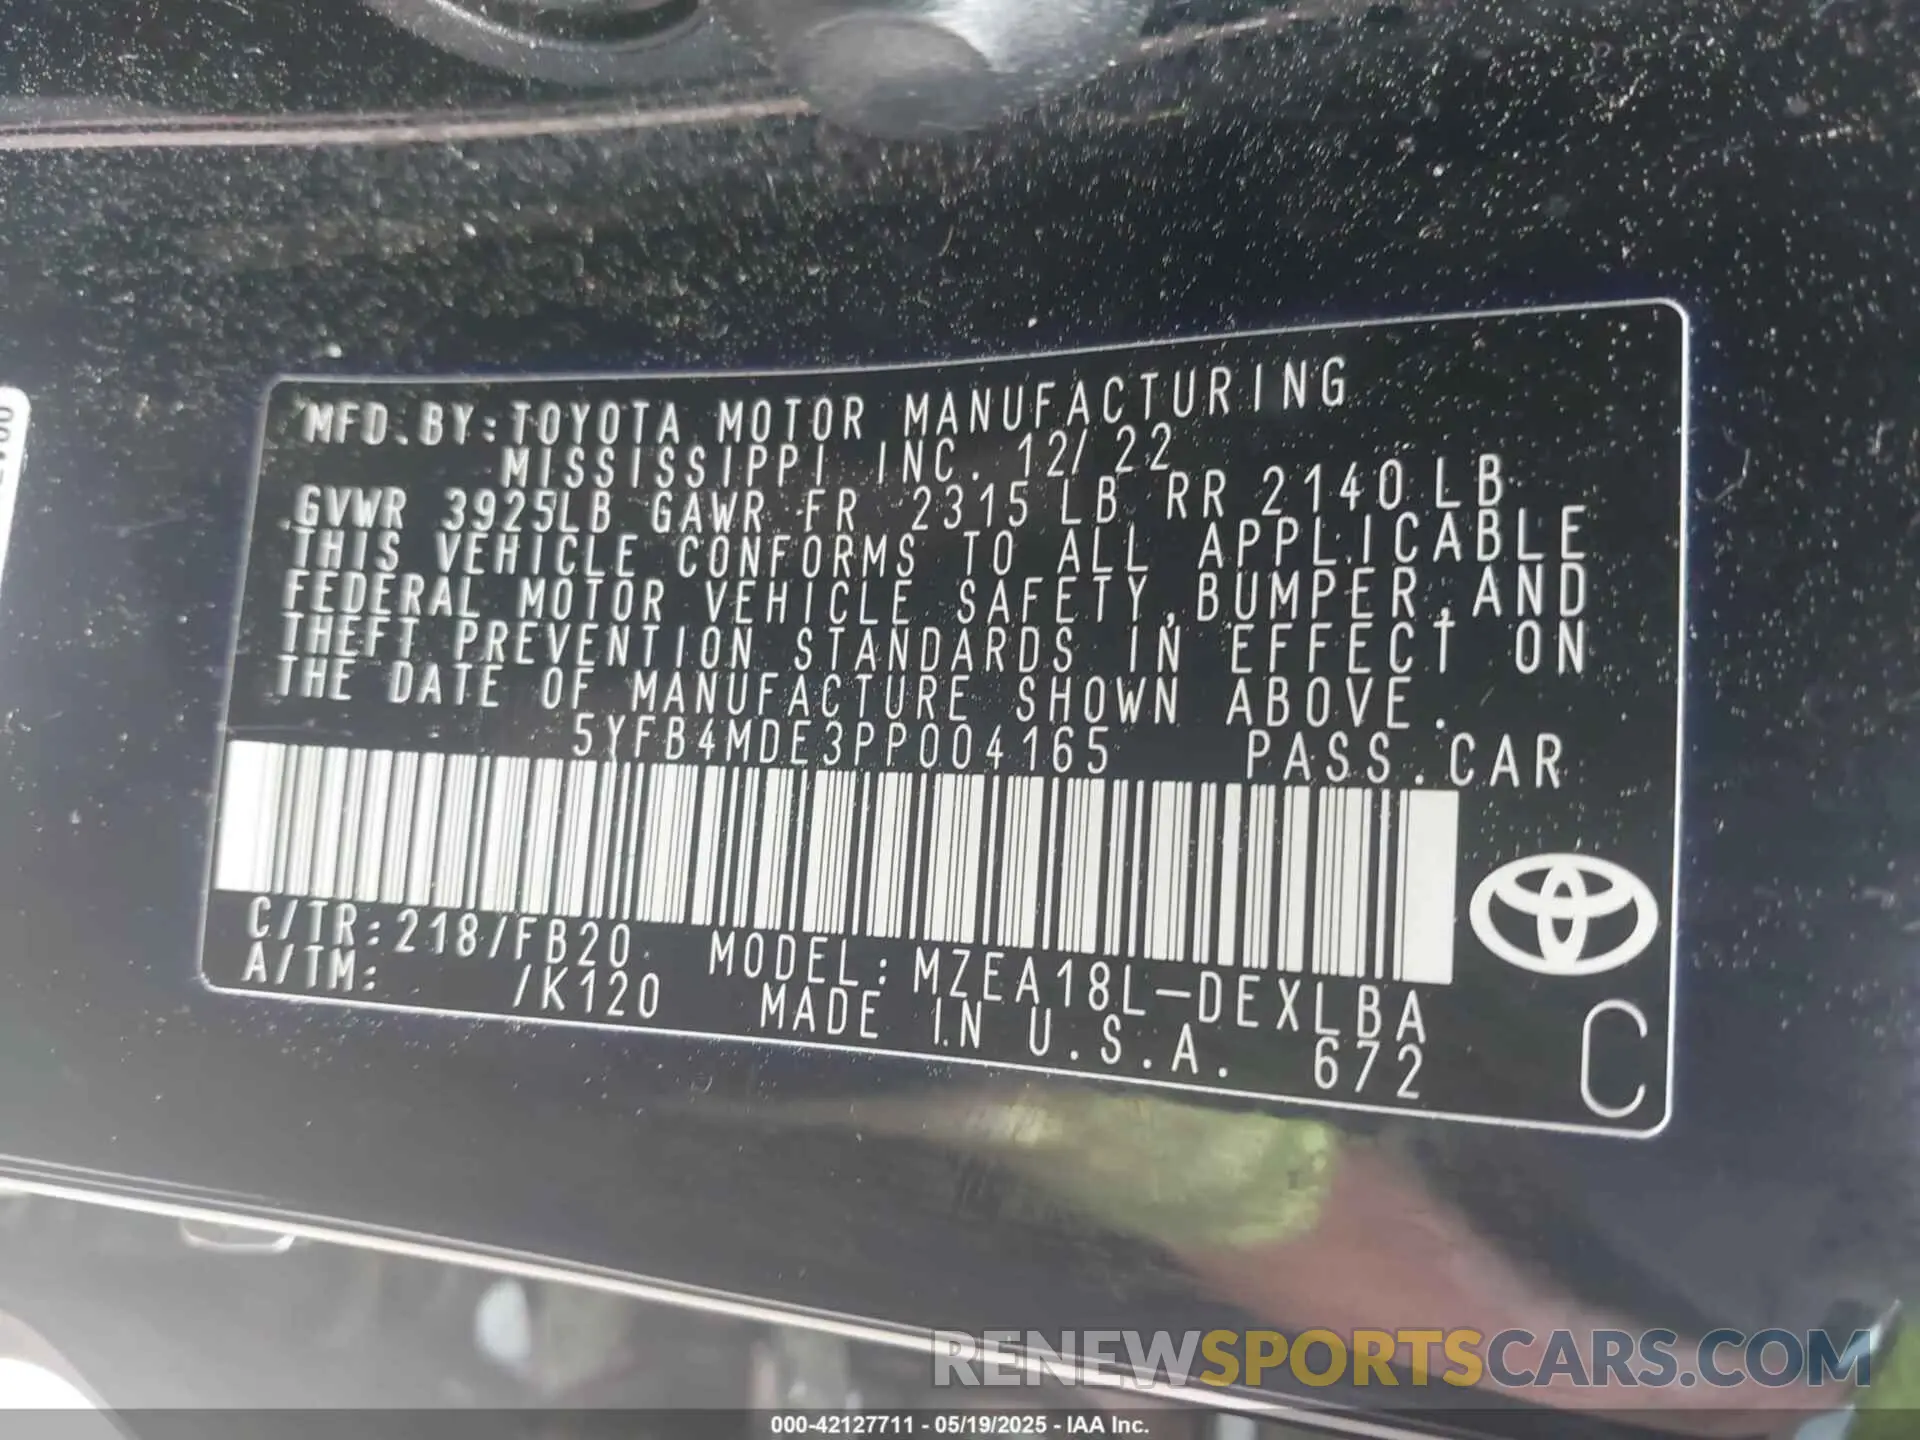 MFD.BY:TOYOTA MOTOR MANUFACTURING
MISSISSIPPI INC. 12/22
GVWR 3925LB GAWR FR 2315LB RR 2140LB
THIS VEHICLE CONFORMS TO ALL APPLICABLE
FEDERAL MOTOR VEHICLE SAFETY,BUMPER,AND
THEFT PREVENTION STANDARDS IN EFFECT ON
THE DATE OF MANUFACTURE SHOWN ABOVE.
5YFB4MDE3PP004165 PASS.CAR
C/TR:218/FB20 MODEL:MZEA18L-DEXLBA
A/TM: /K120 MADE IN U.S.A. 672
C
RENEWSPORTSCARS.COM
000-42127711 - 05/19/2025 - IAA Inc.